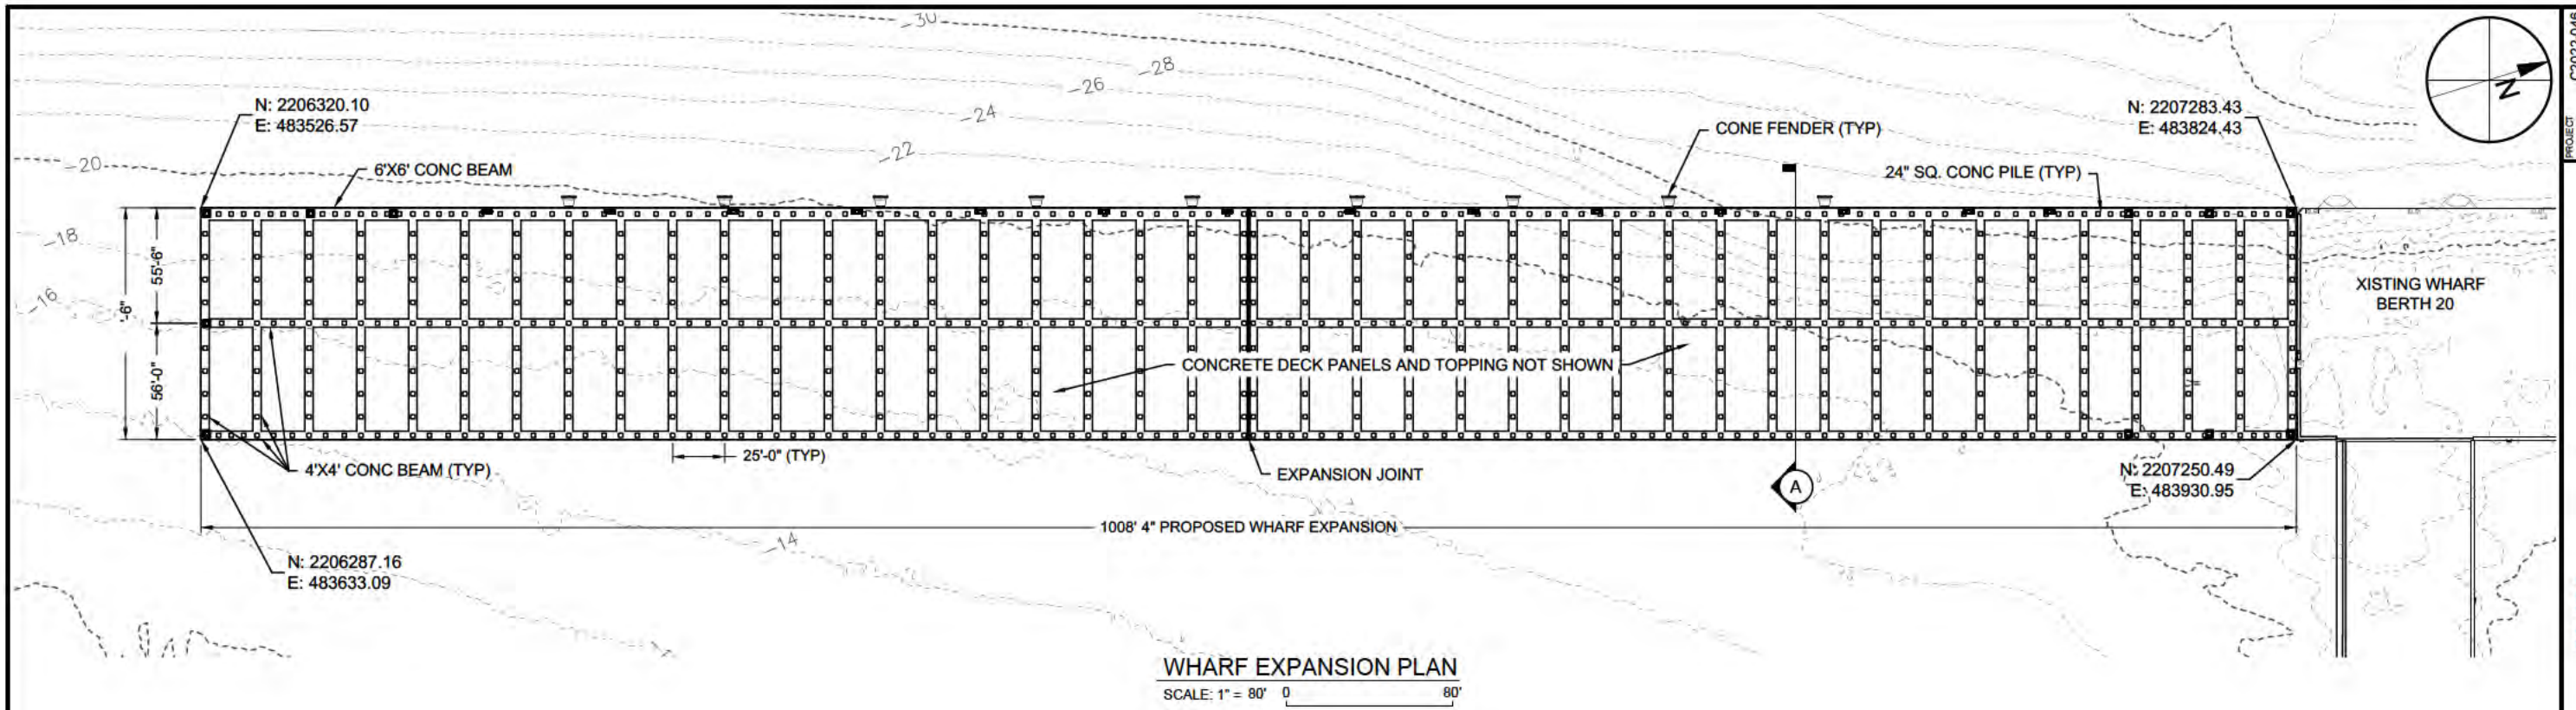 -30
-28
-26
-24
-22
-20
-18
-16
-14
N: 2206320.10
E: 483526.57
6'X6' CONC BEAM
CONE FENDER (TYP)
24" SQ. CONC PILE (TYP)
N: 2207283.43
E: 483824.43
N
PROJECT
C2022-046
55'-6"
'-6"
56'-0"
XISTING WHARF
BERTH 20
CONCRETE DECK PANELS AND TOPPING NOT SHOWN
4'X4' CONC BEAM (TYP)
25'-0" (TYP)
EXPANSION JOINT
A
N: 2207250.49
E: 483930.95
1008' 4" PROPOSED WHARF EXPANSION
N: 2206287.16
E: 483633.09
WHARF EXPANSION PLAN
SCALE: 1" = 80' 0 80'